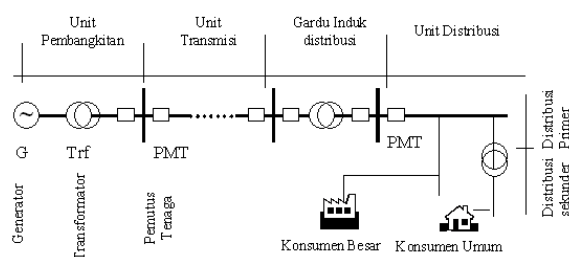 Unit
Pembangkitan
Unit
Transmisi
Gardu Induk
distribusi
Unit Distribusi
G
Trf
PMT
PMT
Generator
Transformator
Pemutus
Tenaga
Distribusi
Primer
Distribusi
sekunder
Konsumen Besar
Konsumen Umum